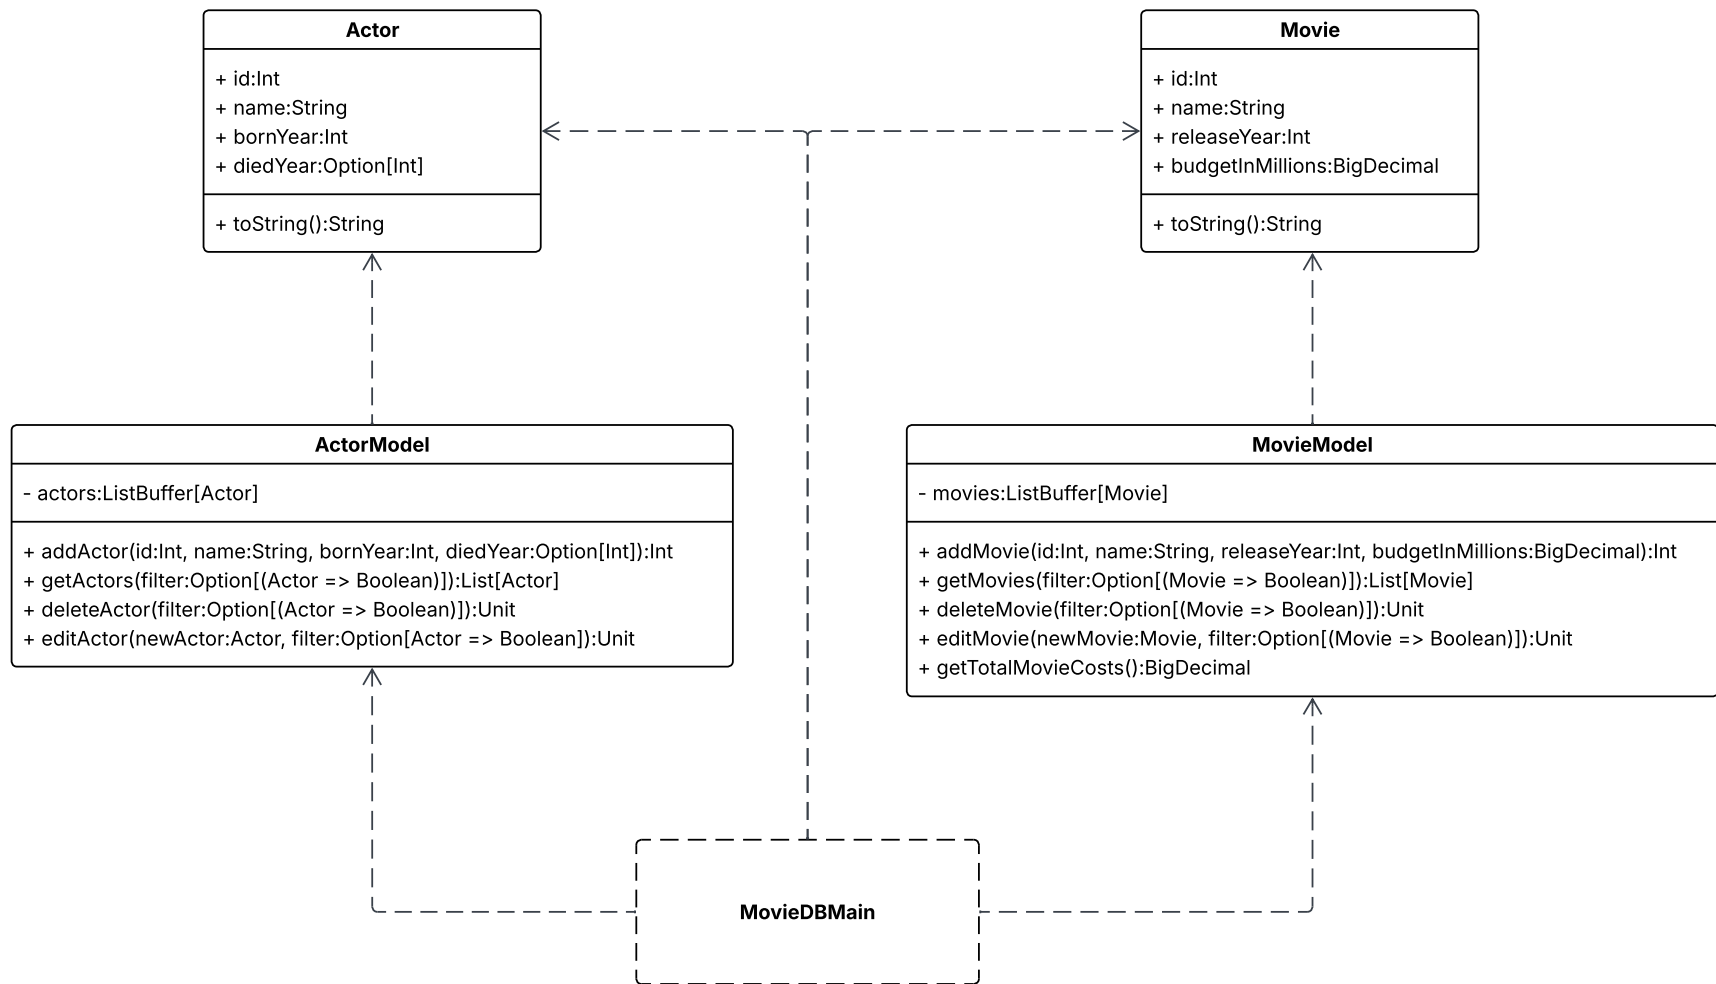 Actor
+ id:Int
+ name:String
+ bornYear:Int
+ diedYear:Option[Int]
+ toString():String
Movie
+ id:Int
+ name:String
+ releaseYear:Int
+ budgetInMillions:BigDecimal
+ toString():String
ActorModel
- actors:ListBuffer[Actor]
+ addActor(id:Int, name:String, bornYear:Int, diedYear:Option[Int]):Int
+ getActors(filter:Option[(Actor => Boolean)]):List[Actor]
+ deleteActor(filter:Option[(Actor => Boolean)]):Unit
+ editActor(newActor:Actor, filter:Option[Actor => Boolean]):Unit
MovieModel
- movies:ListBuffer[Movie]
+ addMovie(id:Int, name:String, releaseYear:Int, budgetInMillions:BigDecimal):Int
+ getMovies(filter:Option[(Movie => Boolean)]):List[Movie]
+ deleteMovie(filter:Option[(Movie => Boolean)]):Unit
+ editMovie(newMovie:Movie, filter:Option[(Movie => Boolean)]):Unit
+ getTotalMovieCosts():BigDecimal
MovieDBMain